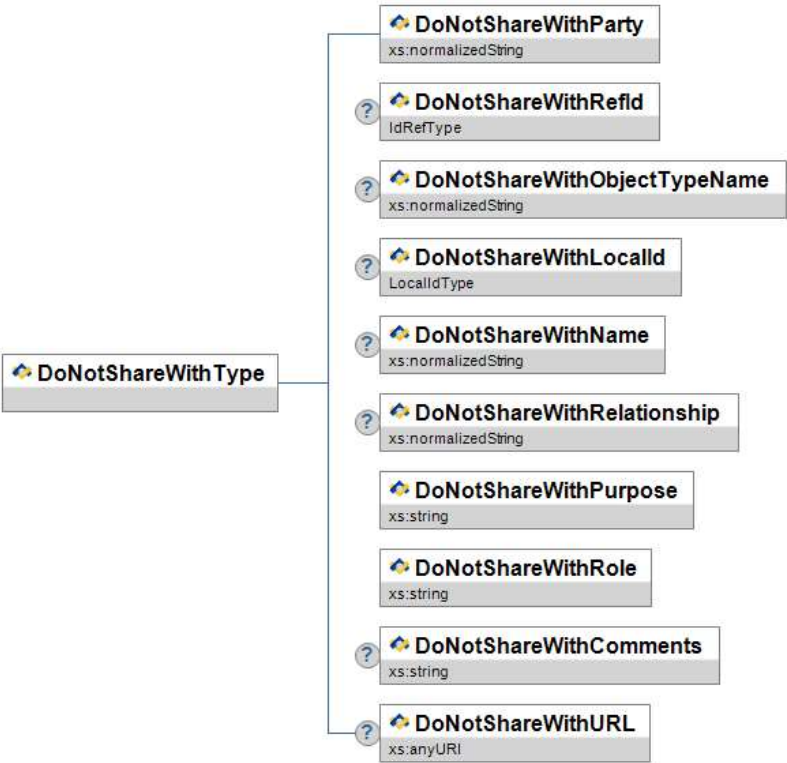 DoNotShareWithParty
xs:normalizedString
?
DoNotShareWithRefId
IdRefType
?
DoNotShareWithObjectTypeName
xs:normalizedString
?
DoNotShareWithLocalId
LocalIdType
?
DoNotShareWithName
xs:normalizedString
DoNotShareWithType
?
DoNotShareWithRelationship
xs:normalizedString
DoNotShareWithPurpose
xs:string
DoNotShareWithRole
xs:string
?
DoNotShareWithComments
xs:string
?
DoNotShareWithURL
xs:anyURI